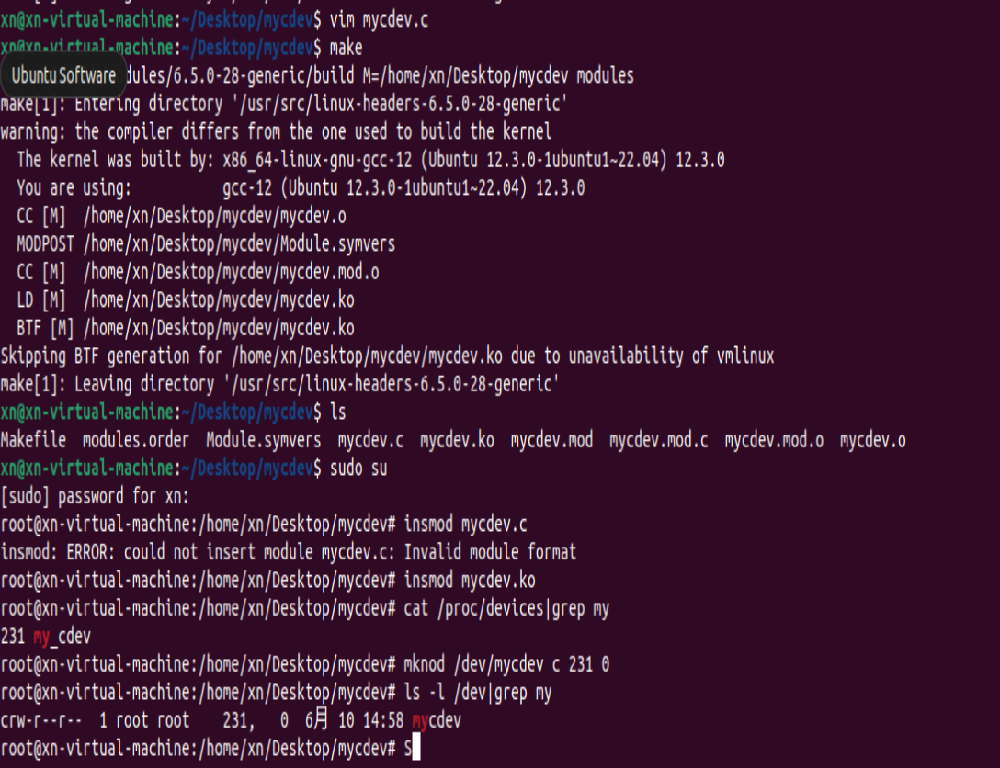 xn@xn-virtual-machine:~/Desktop/mycdev$ vim mycdev.c
xn@xn-virtual-machine:~/Desktop/mycdev$ make
Ubuntu Software dules/6.5.0-28-generic/build M=/home/xn/Desktop/mycdev modules
make[1]: Entering directory '/usr/src/linux-headers-6.5.0-28-generic'
warning: the compiler differs from the one used to build the kernel
  The kernel was built by: x86_64-linux-gnu-gcc-12 (Ubuntu 12.3.0-1ubuntu1~22.04) 12.3.0
  You are using:           gcc-12 (Ubuntu 12.3.0-1ubuntu1~22.04) 12.3.0
  CC [M]  /home/xn/Desktop/mycdev/mycdev.o
  MODPOST /home/xn/Desktop/mycdev/Module.symvers
  CC [M]  /home/xn/Desktop/mycdev/mycdev.mod.o
  LD [M]  /home/xn/Desktop/mycdev/mycdev.ko
  BTF [M] /home/xn/Desktop/mycdev/mycdev.ko
Skipping BTF generation for /home/xn/Desktop/mycdev/mycdev.ko due to unavailability of vmlinux
make[1]: Leaving directory '/usr/src/linux-headers-6.5.0-28-generic'
xn@xn-virtual-machine:~/Desktop/mycdev$ ls
Makefile  modules.order  Module.symvers  mycdev.c  mycdev.ko  mycdev.mod  mycdev.mod.c  mycdev.mod.o  mycdev.o
xn@xn-virtual-machine:~/Desktop/mycdev$ sudo su
[sudo] password for xn:
root@xn-virtual-machine:/home/xn/Desktop/mycdev# insmod mycdev.c
insmod: ERROR: could not insert module mycdev.c: Invalid module format
root@xn-virtual-machine:/home/xn/Desktop/mycdev# insmod mycdev.ko
root@xn-virtual-machine:/home/xn/Desktop/mycdev# cat /proc/devices|grep my
231 my_cdev
root@xn-virtual-machine:/home/xn/Desktop/mycdev# mknod /dev/mycdev c 231 0
root@xn-virtual-machine:/home/xn/Desktop/mycdev# ls -l /dev|grep my
crw-r--r--  1 root root    231,   0  6月 10 14:58 mycdev
root@xn-virtual-machine:/home/xn/Desktop/mycdev# S